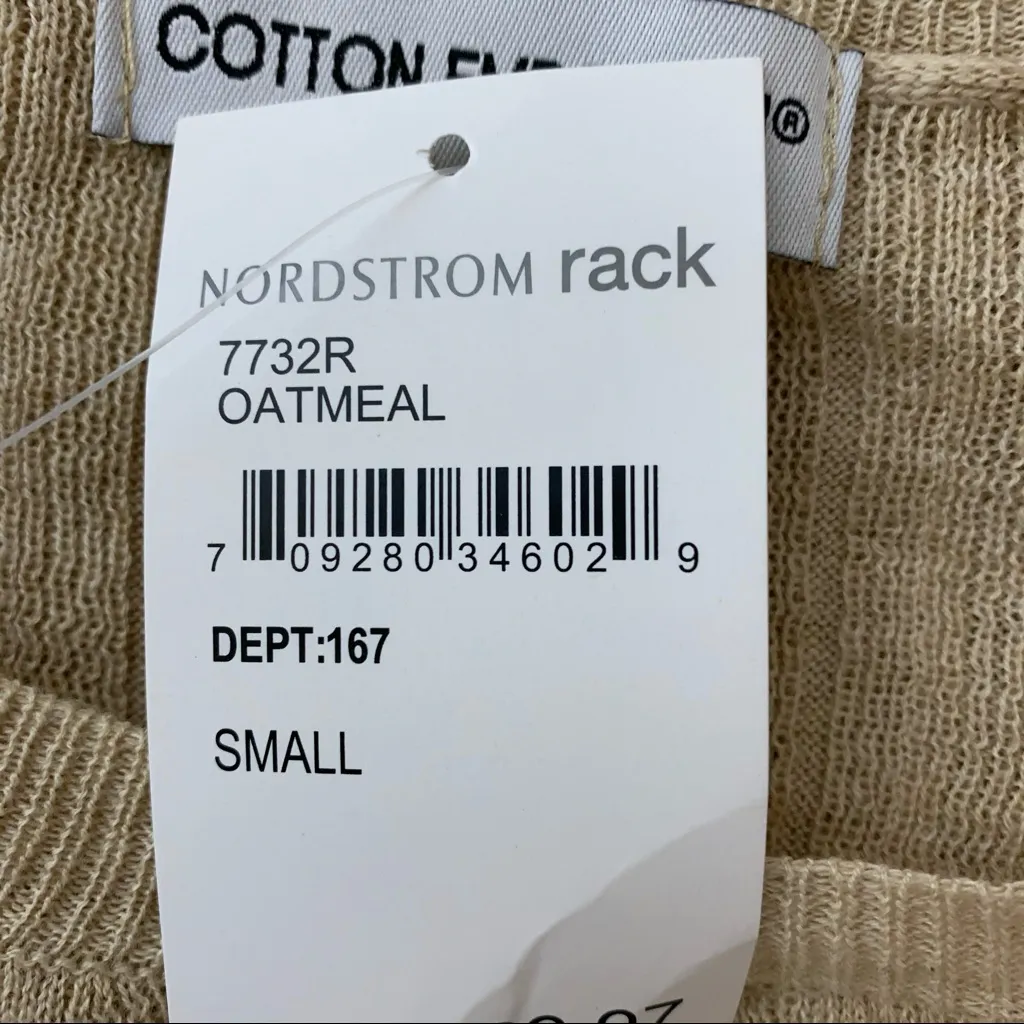 COTTON
®
NORDSTROM rack
7732R
OATMEAL
7 09280 34602 9
DEPT:167
SMALL